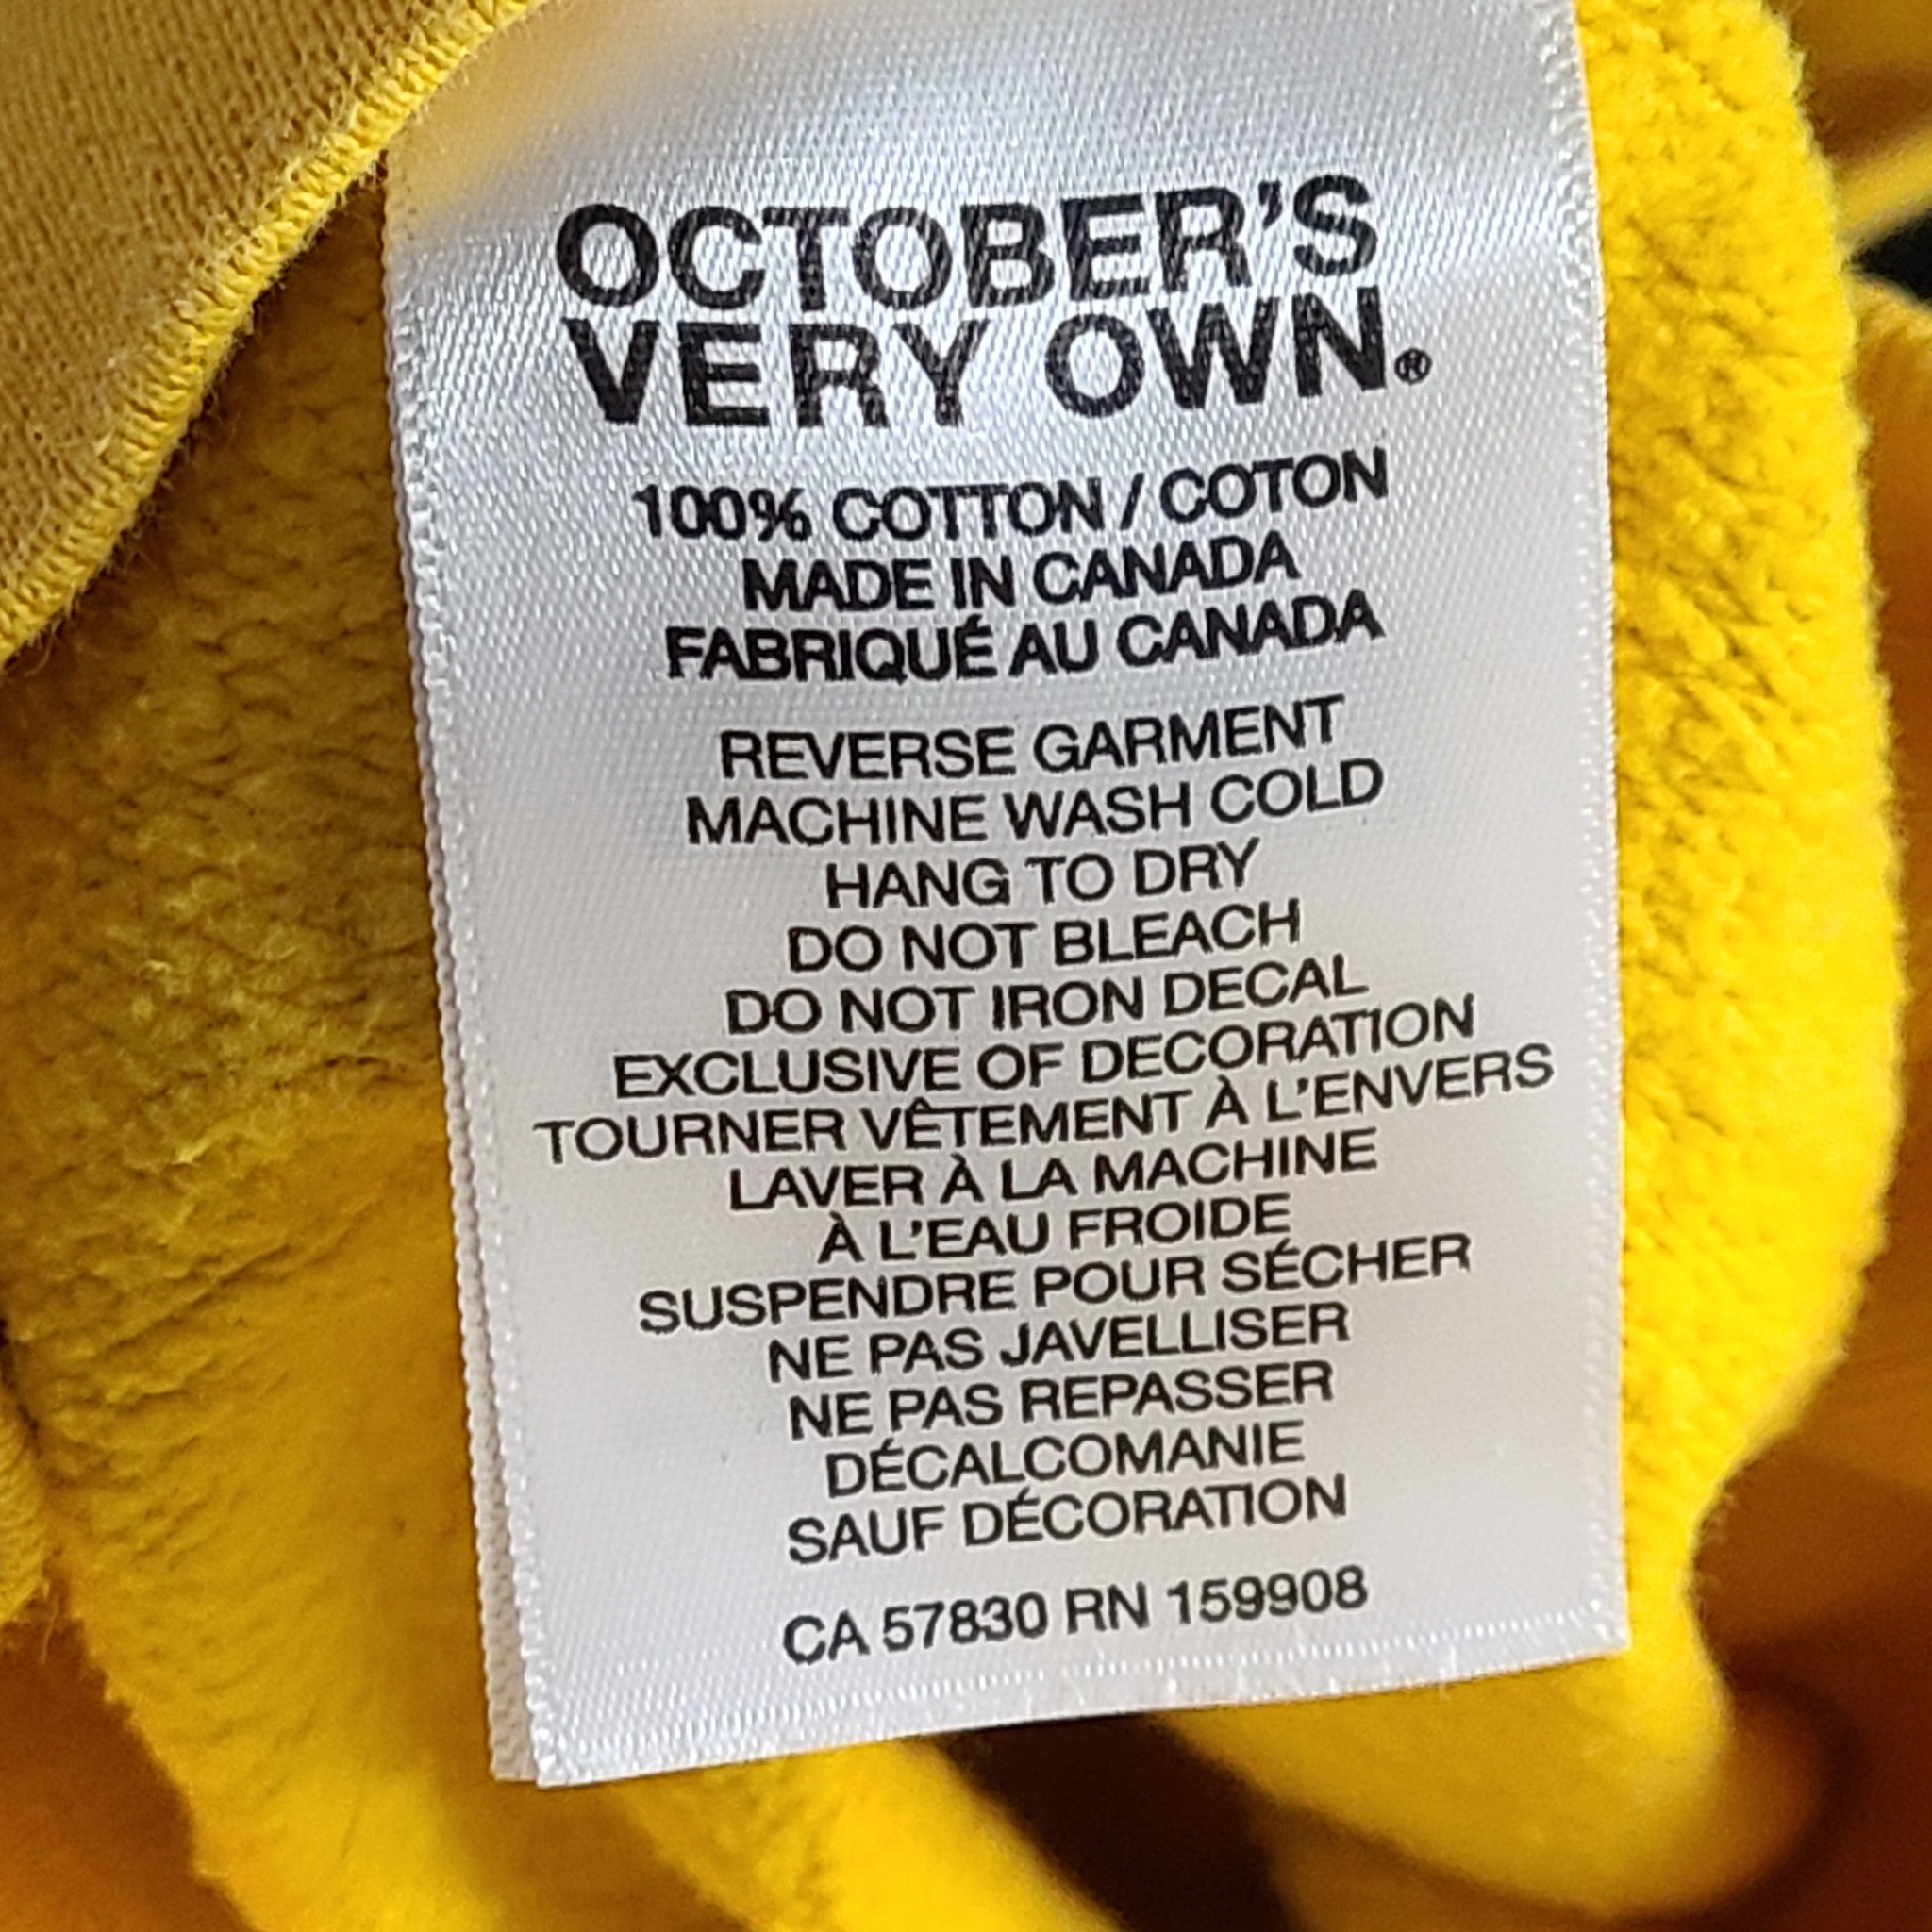 OCTOBER'S
VERY OWN.®
100% COTTON / COTON
MADE IN CANADA
FABRIQUÉ AU CANADA
REVERSE GARMENT
MACHINE WASH COLD
HANG TO DRY
DO NOT BLEACH
DO NOT IRON DECAL
EXCLUSIVE OF DECORATION
TOURNER VÊTEMENT À L'ENVERS
LAVER À LA MACHINE
À L'EAU FROIDE
SUSPENDRE POUR SÉCHER
NE PAS JAVELLISER
NE PAS REPASSER
DÉCALCOMANIE
SAUF DÉCORATION
CA 57830 RN 159908